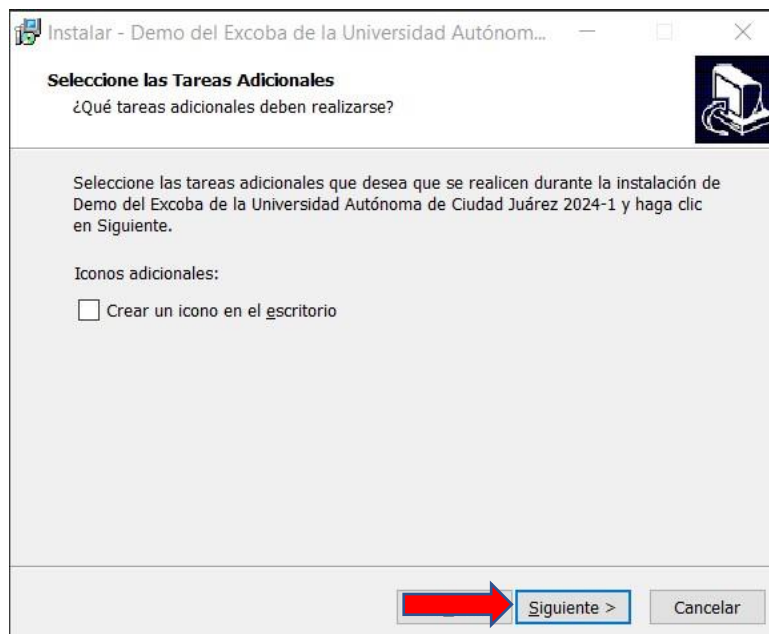 Instalar - Demo del Excoba de la Universidad Autónom...
Seleccione las Tareas Adicionales
¿Qué tareas adicionales deben realizarse?
Seleccione las tareas adicionales que desea que se realicen durante la instalación de
Demo del Excoba de la Universidad Autónoma de Ciudad Juárez 2024-1 y haga clic
en Siguiente.
Iconos adicionales:
Crear un icono en el escritorio
Siguiente > Cancelar